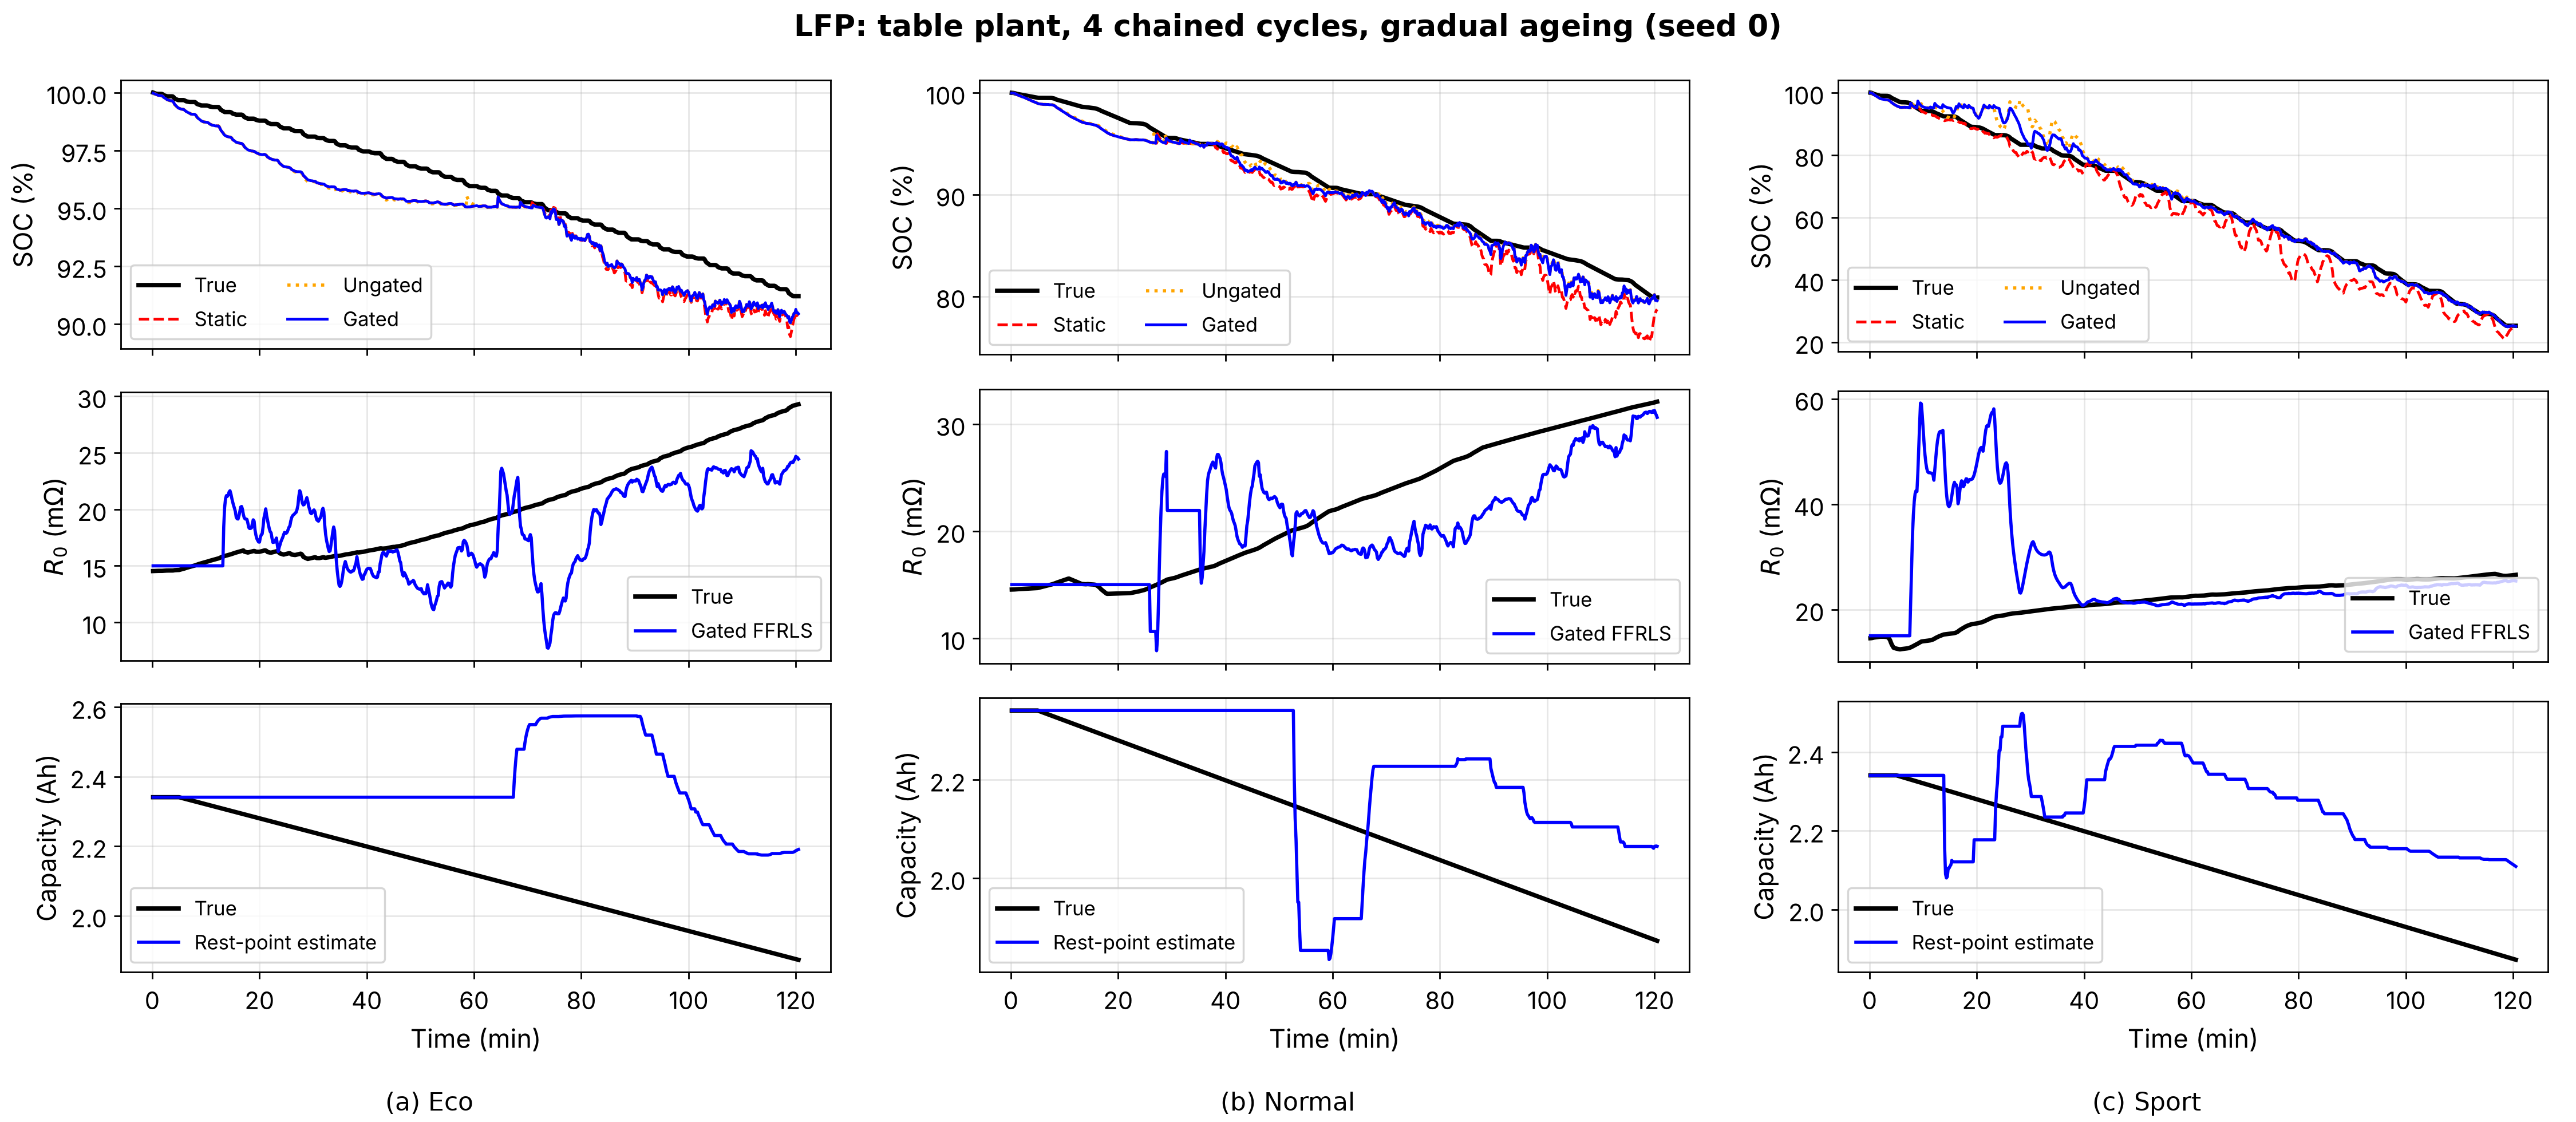 LFP: table plant, 4 chained cycles, gradual ageing (seed 0)
SOC (%)
100.0
97.5
95.0
92.5
90.0
True
Static
Ungated
Gated
R0 (mΩ)
30
25
20
15
10
True
Gated FFRLS
Capacity (Ah)
2.6
2.4
2.2
2.0
True
Rest-point estimate
0 20 40 60 80 100 120
Time (min)
(a) Eco
SOC (%)
100
90
80
True
Static
Ungated
Gated
R0 (mΩ)
30
20
10
True
Gated FFRLS
Capacity (Ah)
2.2
2.0
True
Rest-point estimate
0 20 40 60 80 100 120
Time (min)
(b) Normal
SOC (%)
100
80
60
40
20
True
Static
Ungated
Gated
R0 (mΩ)
60
40
20
True
Gated FFRLS
Capacity (Ah)
2.4
2.2
2.0
True
Rest-point estimate
0 20 40 60 80 100 120
Time (min)
(c) Sport